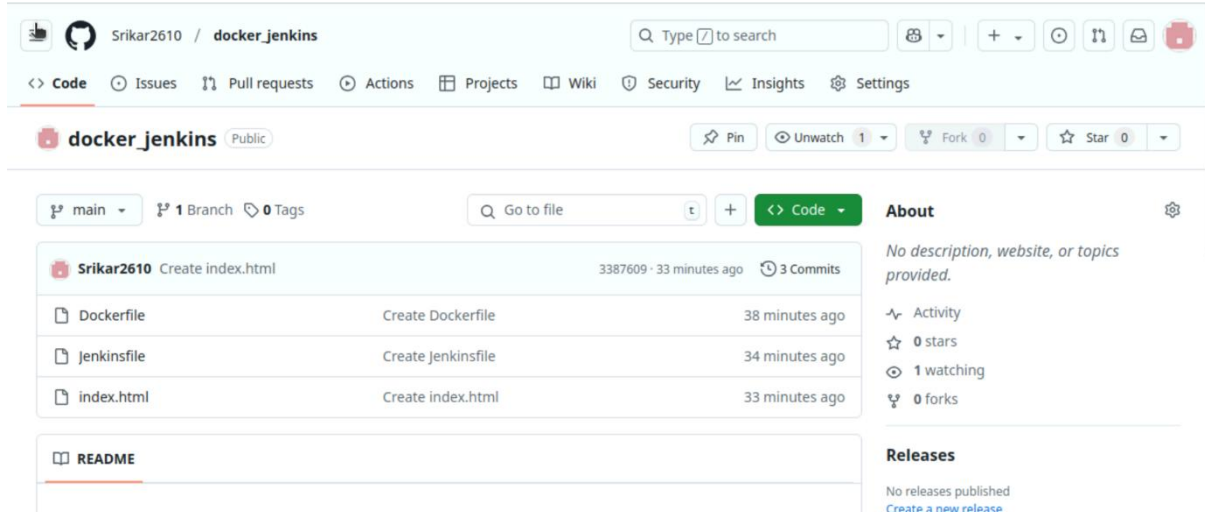 Srikar2610 / docker_jenkins
Type / to search
Code Issues Pull requests Actions Projects Wiki Security Insights Settings
docker_jenkins Public
Pin Unwatch 1 Fork 0 Star 0
main 1 Branch 0 Tags Go to file t Code
Srikar2610 Create index.html 3387609 · 33 minutes ago 3 Commits
Dockerfile Create Dockerfile 38 minutes ago
Jenkinsfile Create Jenkinsfile 34 minutes ago
index.html Create index.html 33 minutes ago
README
About
No description, website, or topics
provided.
Activity
0 stars
1 watching
0 forks
Releases
No releases published
Create a new release